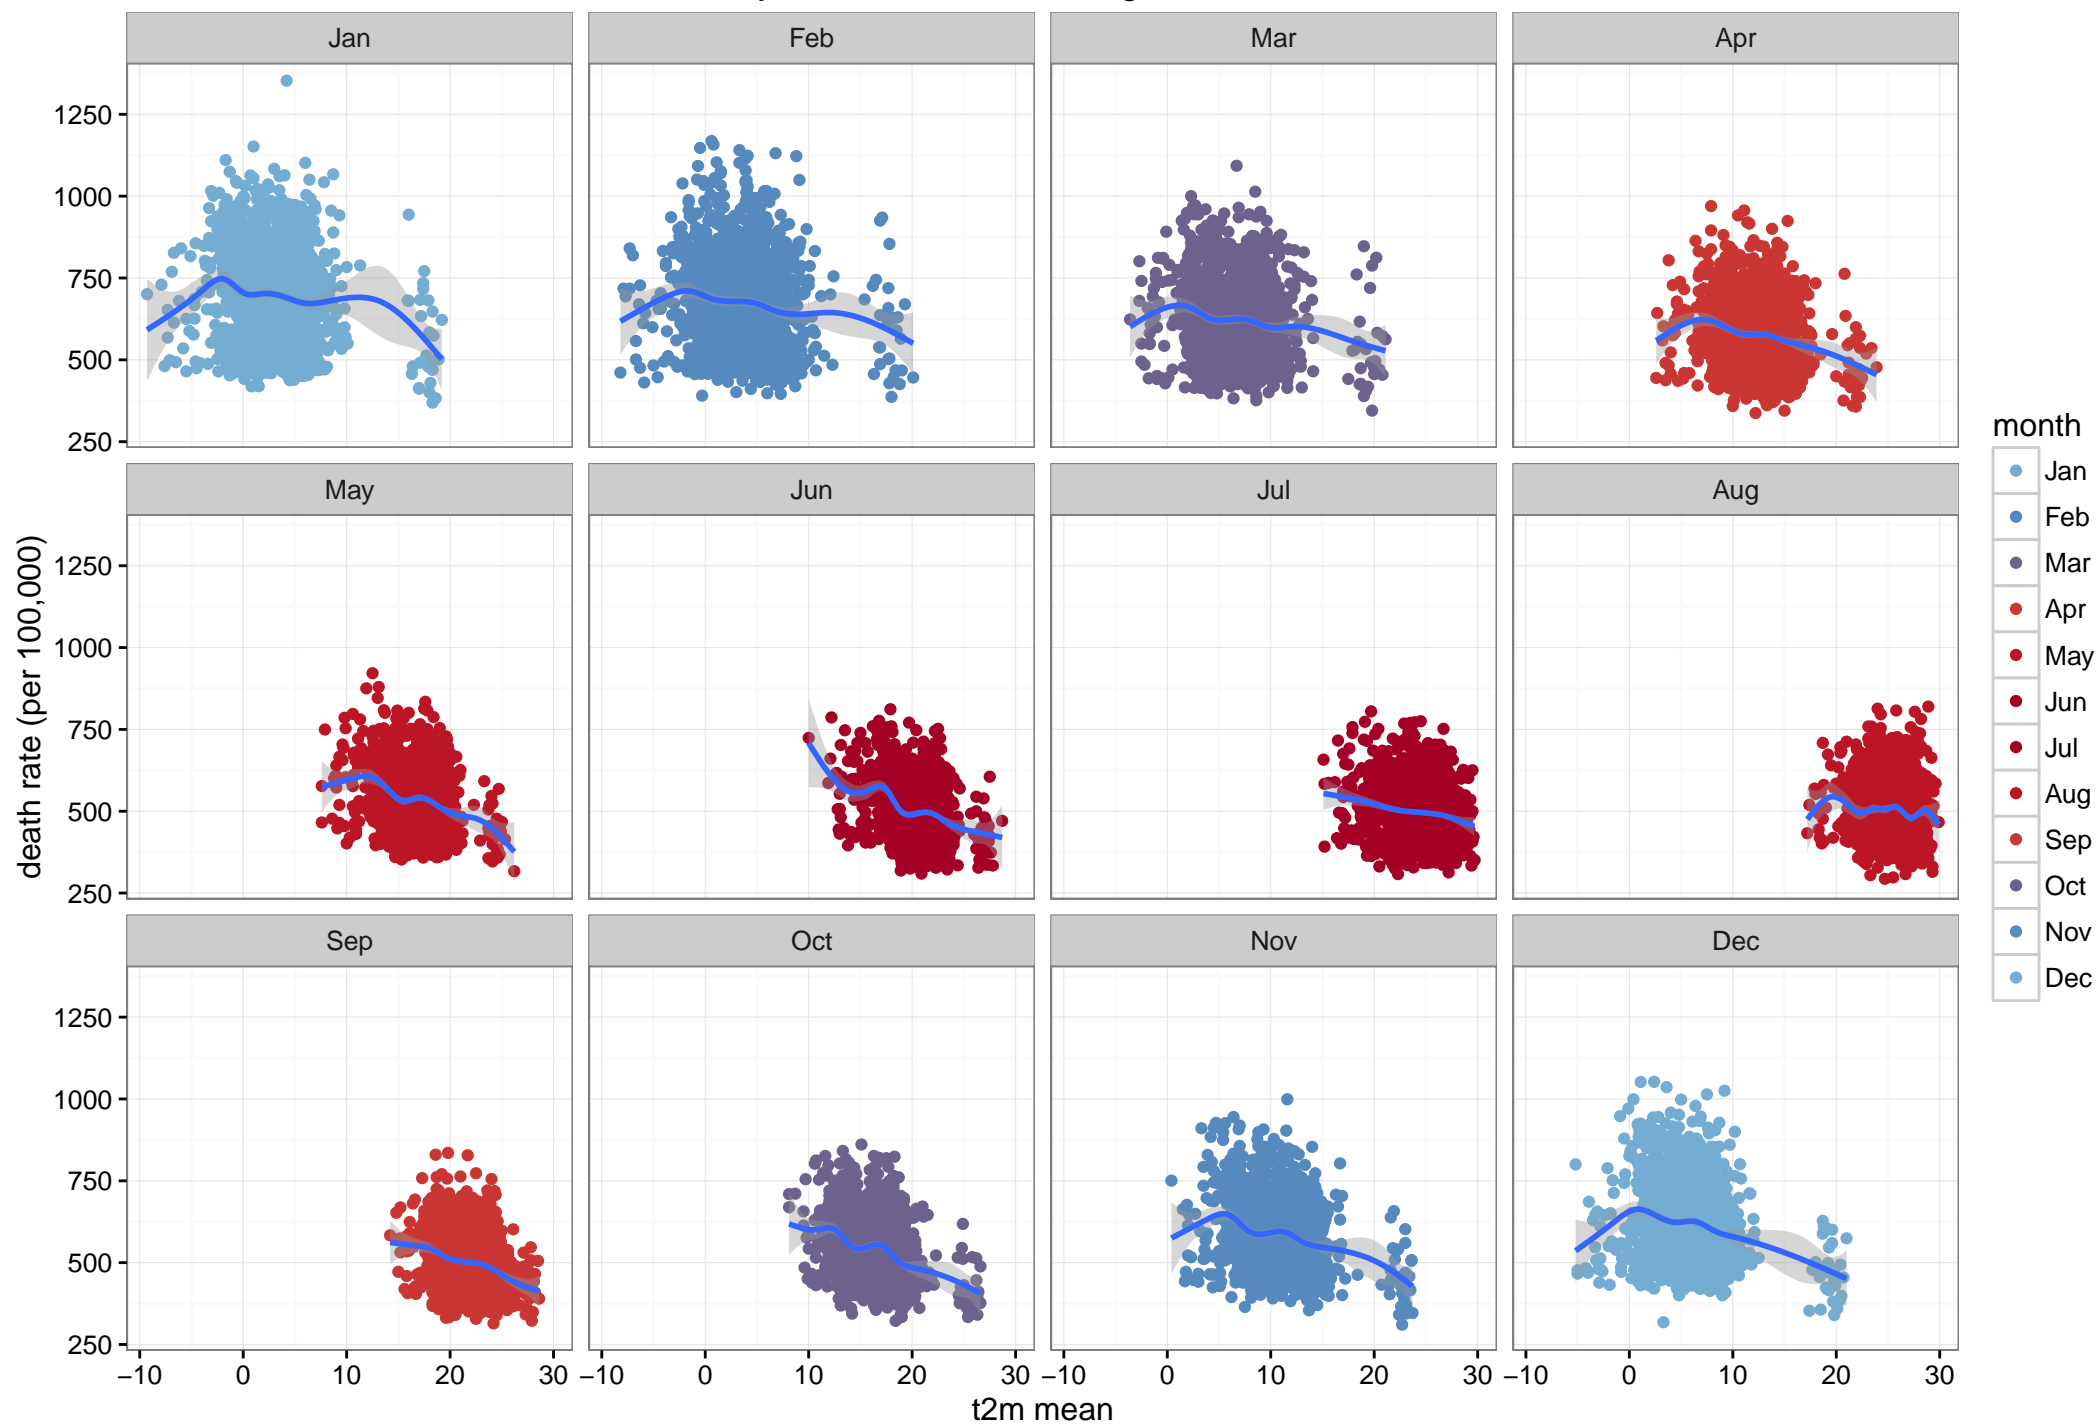 Jan Feb Mar Apr
1250
1000
750
500
250
May Jun Jul Aug
1250
1000
750
500
250
Sep Oct Nov Dec
1250
1000
750
500
250
−10 0 10 20 30 −10 0 10 20 30 −10 0 10 20 30 −10 0 10 20 30
t2m mean
death rate (per 100,000)
month
Jan
Feb
Mar
Apr
May
Jun
Jul
Aug
Sep
Oct
Nov
Dec